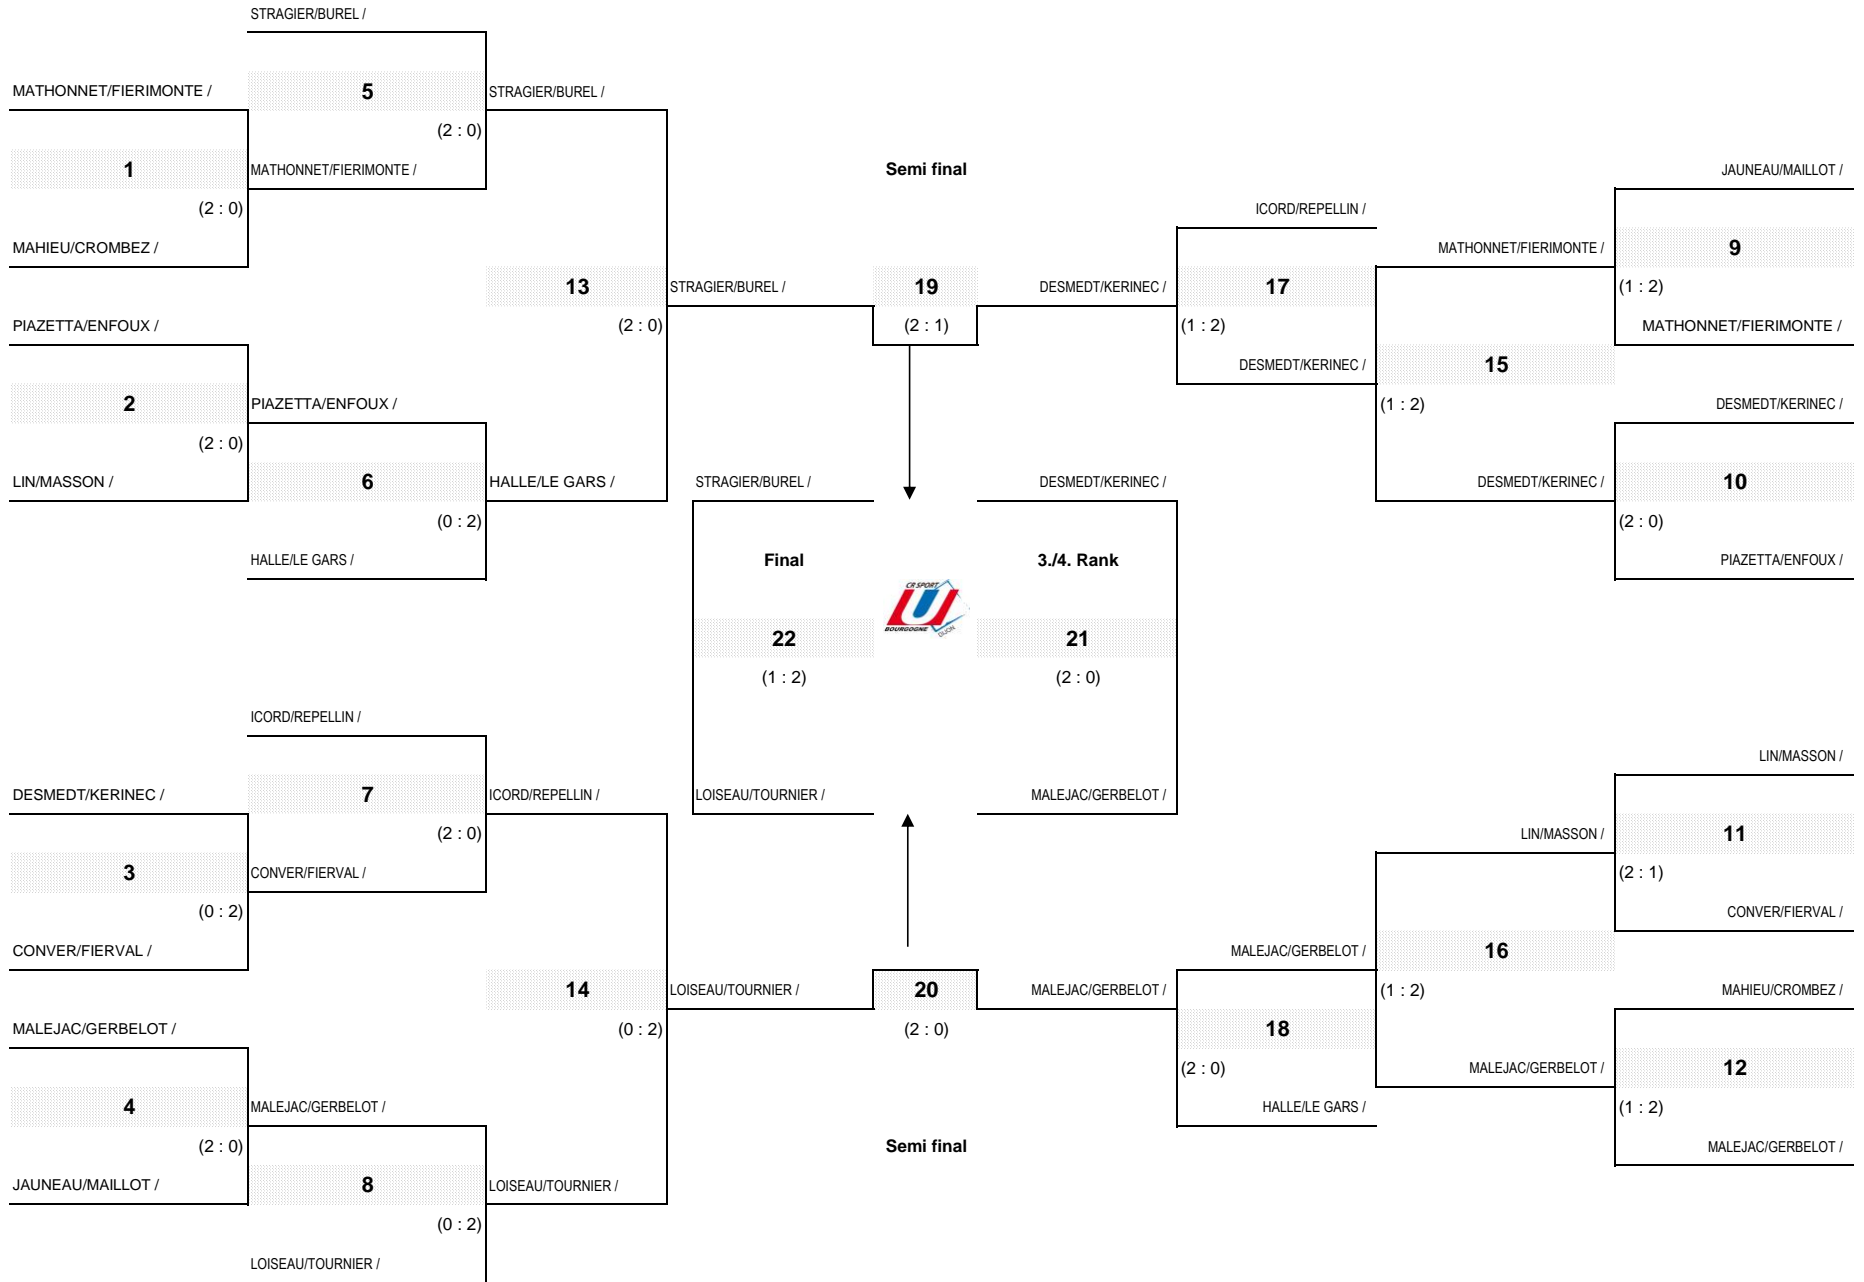 STRAGIER/BUREL /
MATHONNET/FIERIMONTE / 5 STRAGIER/BUREL /
(2 : 0)
1 MATHONNET/FIERIMONTE / Semi final JAUNEAU/MAILLOT /
(2 : 0) ICORD/REPELLIN /
MAHIEU/CROMBEZ / MATHONNET/FIERIMONTE / 9
13 STRAGIER/BUREL / 19 DESMEDT/KERINEC / 17 (1 : 2)
PIAZETTA/ENFOUX / (2 : 0) (2 : 1) (1 : 2) MATHONNET/FIERIMONTE /
DESMEDT/KERINEC / 15
2 PIAZETTA/ENFOUX / (1 : 2) DESMEDT/KERINEC /
(2 : 0)
LIN/MASSON / 6 HALLE/LE GARS / STRAGIER/BUREL / DESMEDT/KERINEC / DESMEDT/KERINEC / 10
(0 : 2) (2 : 0)
HALLE/LE GARS / Final 3./4. Rank PIAZETTA/ENFOUX /
CR SPORT
U
BOURGOGNE
DIJON
22 21
(1 : 2) (2 : 0)
ICORD/REPELLIN /
LIN/MASSON /
DESMEDT/KERINEC / 7 ICORD/REPELLIN / LOISEAU/TOURNIER / MALEJAC/GERBELOT /
(2 : 0) LIN/MASSON / 11
3 CONVER/FIERVAL / (2 : 1)
(0 : 2) CONVER/FIERVAL /
CONVER/FIERVAL / MALEJAC/GERBELOT / 16
14 LOISEAU/TOURNIER / 20 MALEJAC/GERBELOT / (1 : 2) MAHIEU/CROMBEZ /
MALEJAC/GERBELOT / (0 : 2) (2 : 0) 18
(2 : 0) MALEJAC/GERBELOT / 12
4 MALEJAC/GERBELOT / HALLE/LE GARS / (1 : 2)
(2 : 0) Semi final MALEJAC/GERBELOT /
JAUNEAU/MAILLOT / 8 LOISEAU/TOURNIER /
(0 : 2)
LOISEAU/TOURNIER /